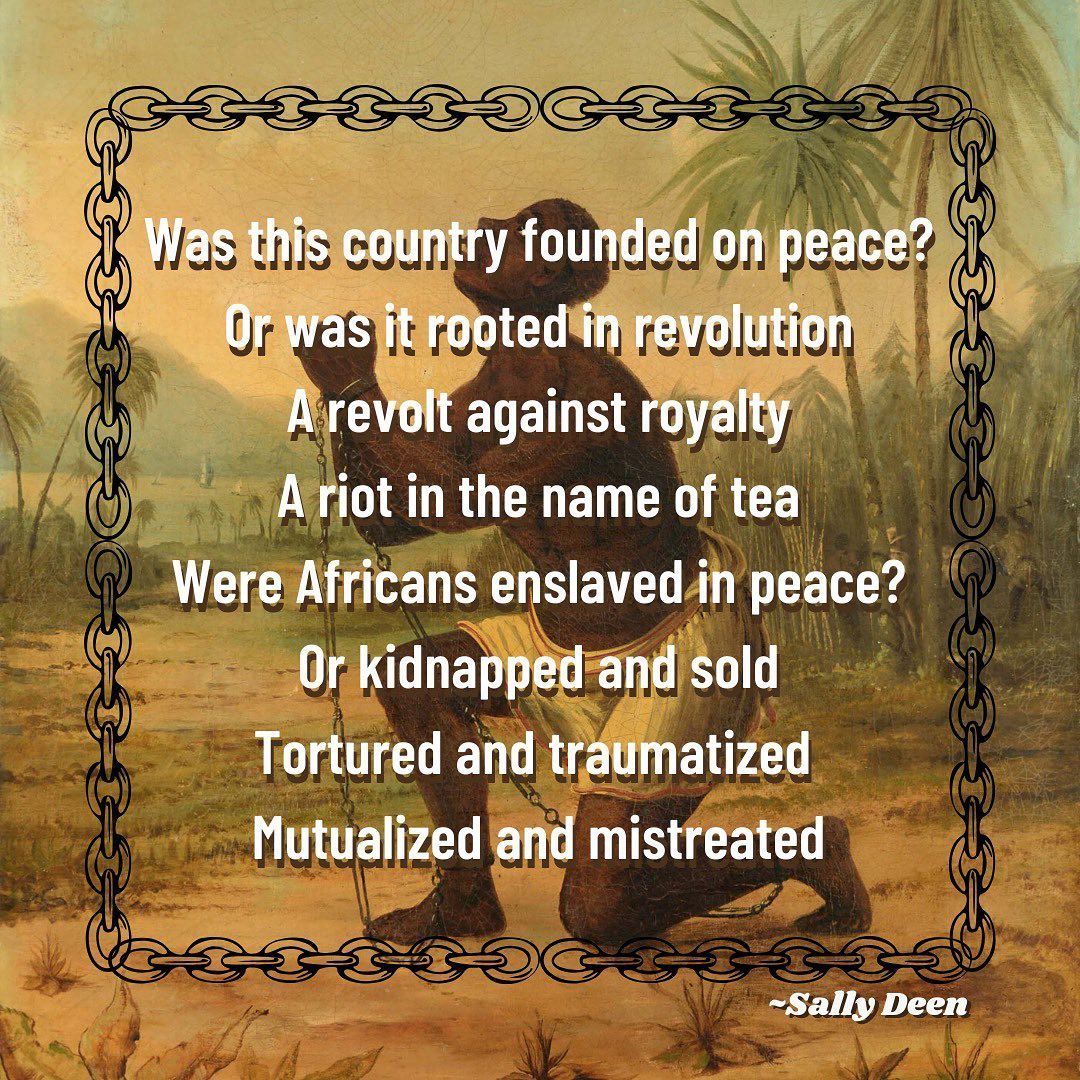 Was this country founded on peace?
Or was it rooted in revolution
A revolt against royalty
A riot in the name of tea
Were Africans enslaved in peace?
Or kidnapped and sold
Tortured and traumatized
Mutualized and mistreated
~Sally Deen